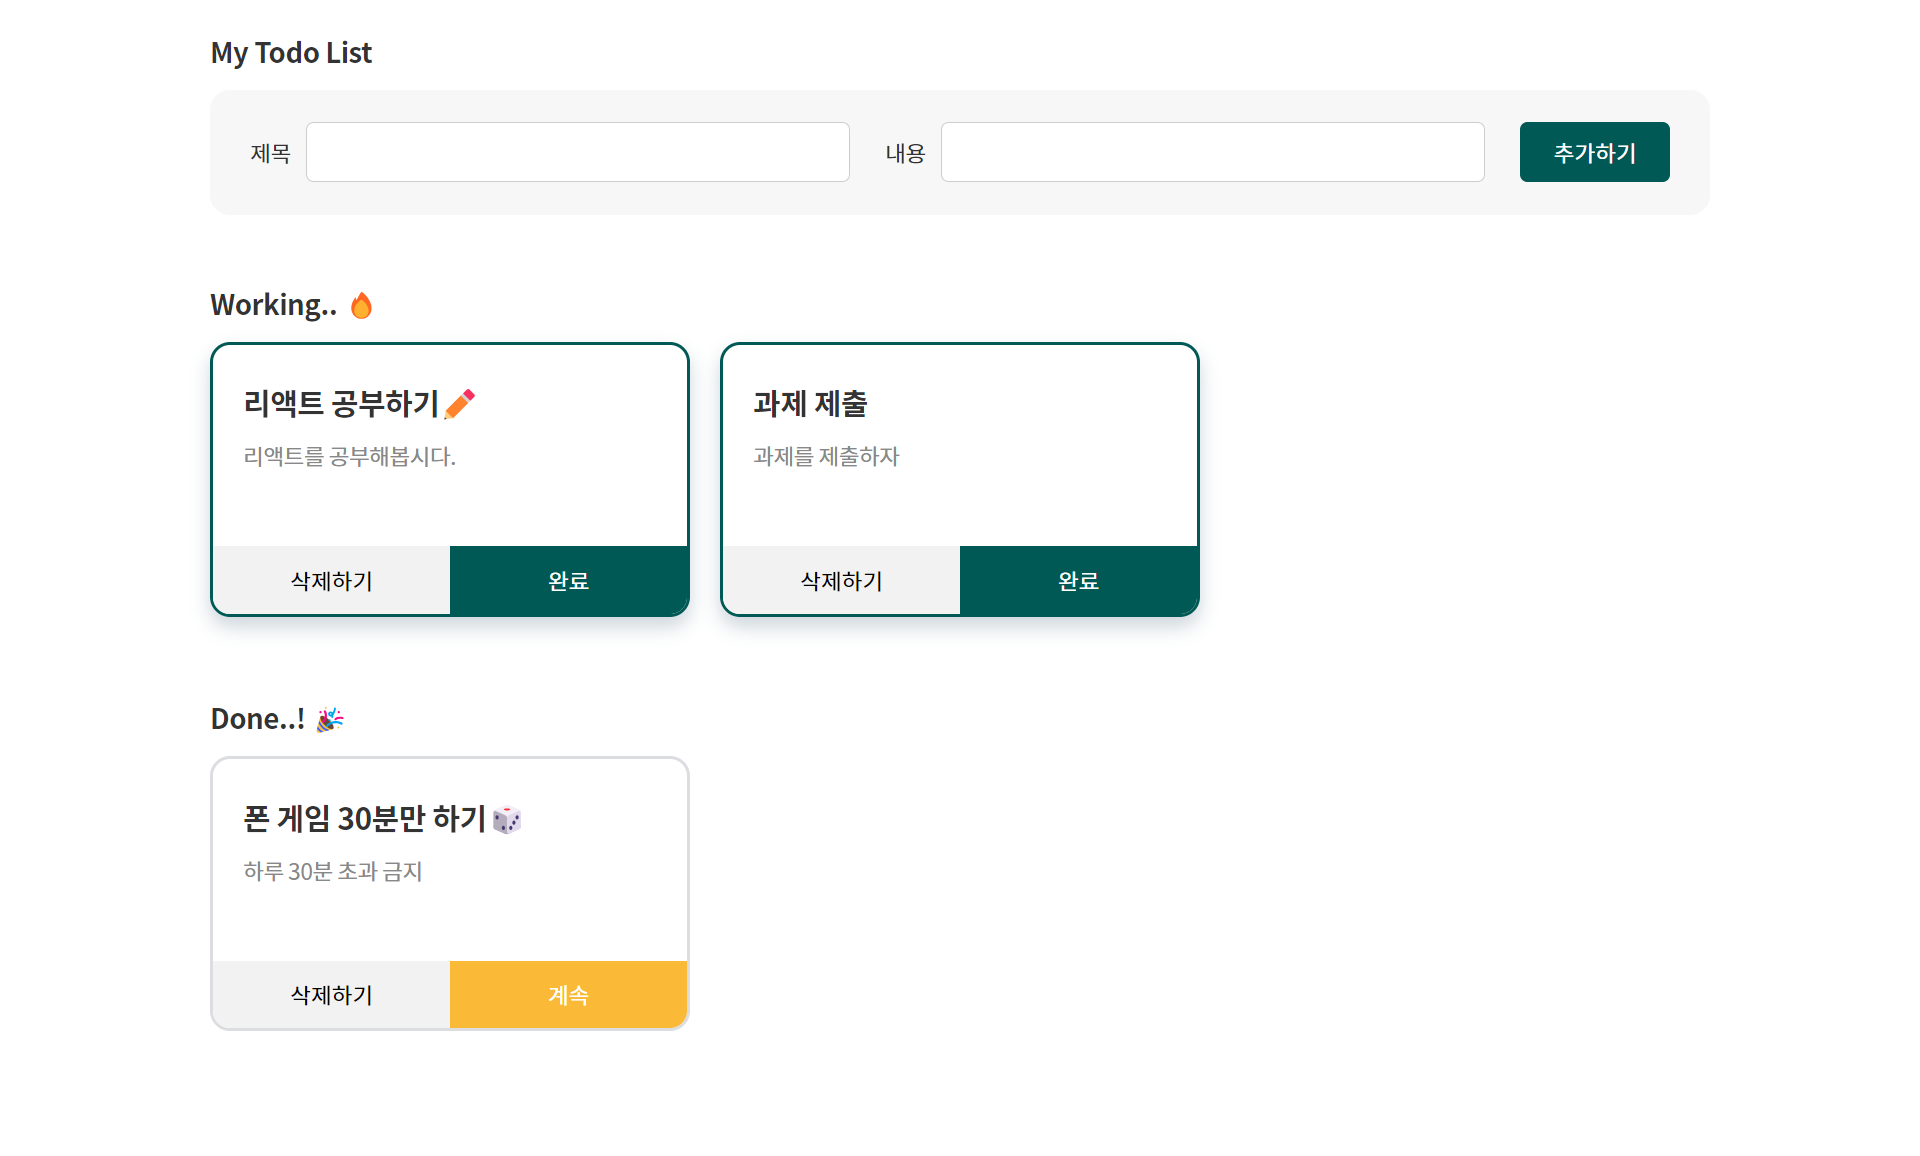 My Todo List
제목
내용
추가하기
Working.. 🔥
리액트 공부하기✏️
리액트를 공부해봅시다.
삭제하기
완료
과제 제출
과제를 제출하자
삭제하기
완료
Done..! 🎉
폰 게임 30분만 하기🎲
하루 30분 초과 금지
삭제하기
계속